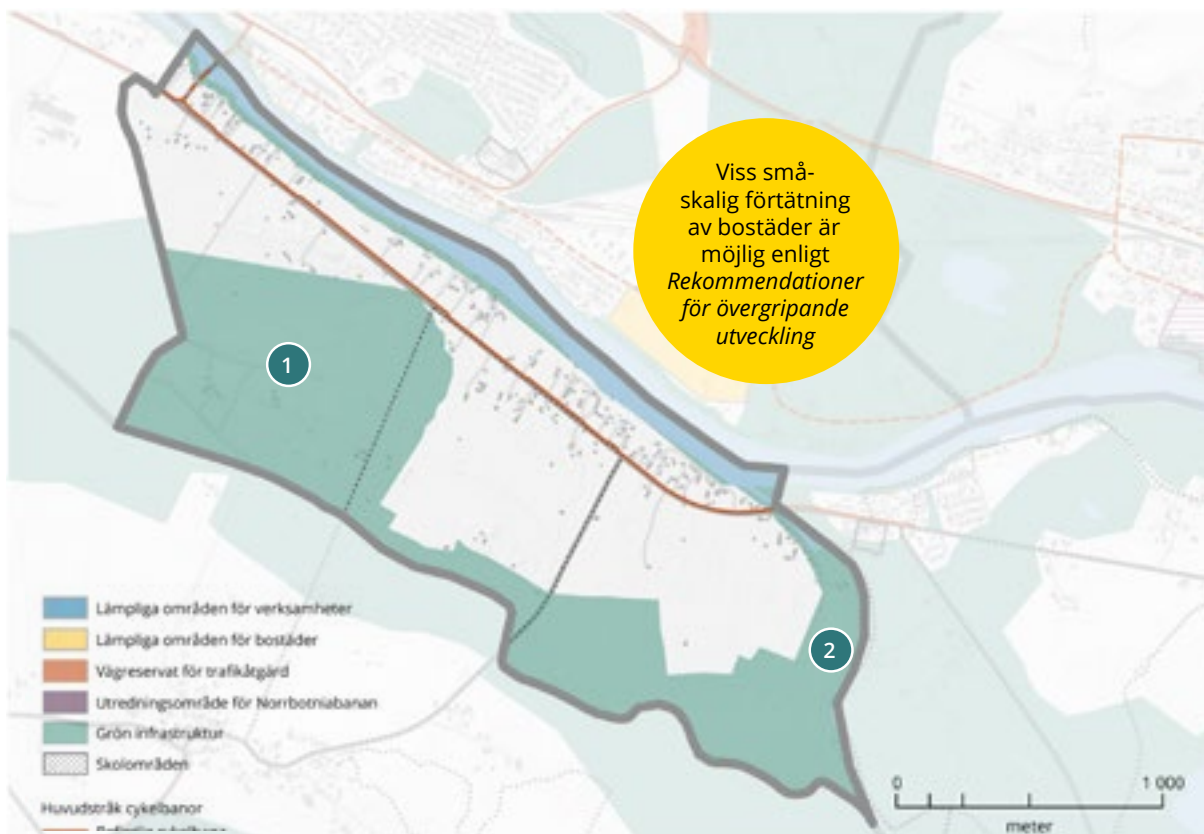 Viss små-
skalig förtätning
av bostäder är
möjlig enligt
Rekommendationer
för övergripande
utveckling
1
2
Lämpliga områden för verksamheter
Lämpliga områden för bostäder
Vägreservat för trafikåtgärd
Utredningsområde för Norrbotniabanan
Grön infrastruktur
Skolområden
Huvudstråk cykelbanor
0 1 000
meter